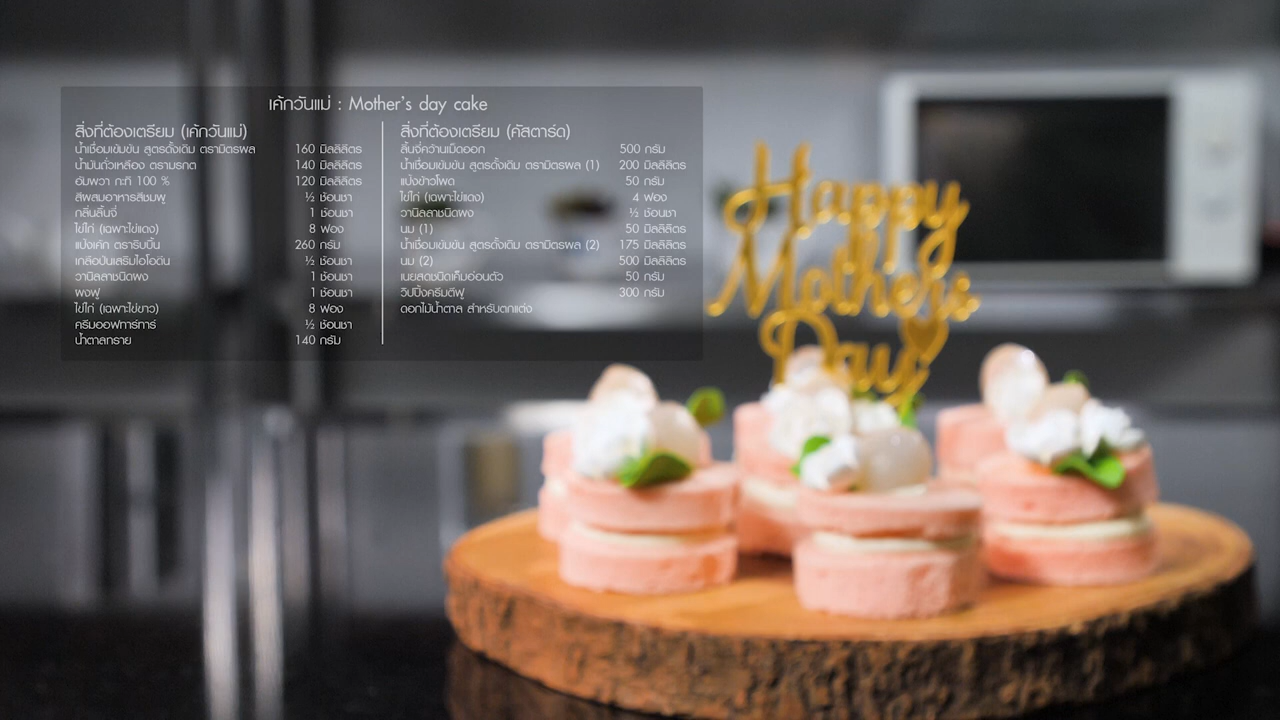 เค้กวันแม่ : Mother's day cake
สิ่งที่ต้องเตรียม (เค้กวันแม่)
น้ำเชื่อมเข้มข้น สูตรดั้งเดิม ตรามิตรผล 160 มิลลิลิตร
น้ำมันถั่วเหลือง ตรามรกต 140 มิลลิลิตร
อัมพวา กะทิ 100 % 120 มิลลิลิตร
สีผสมอาหารสีชมพู ½ ช้อนชา
กลิ่นลิ้นจี่ 1 ช้อนชา
ไข่ไก่ (เฉพาะไข่แดง) 8 ฟอง
แป้งเค้ก ตราริบบิ้น 260 กรัม
เกลือป่นเสริมไอโอดีน ½ ช้อนชา
วานิลลาชนิดผง 1 ช้อนชา
ผงฟู 1 ช้อนชา
ไข่ไก่ (เฉพาะไข่ขาว) 8 ฟอง
ครีมออฟทาร์ทาร์ ½ ช้อนชา
น้ำตาลทราย 140 กรัม
สิ่งที่ต้องเตรียม (คัสตาร์ด)
ลิ้นจี่คว้านเม็ดออก 500 กรัม
น้ำเชื่อมเข้มข้น สูตรดั้งเดิม ตรามิตรผล (1) 200 มิลลิลิตร
แป้งข้าวโพด 50 กรัม
ไข่ไก่ (เฉพาะไข่แดง) 4 ฟอง
วานิลลาชนิดผง ½ ช้อนชา
นม (1) 50 มิลลิลิตร
น้ำเชื่อมเข้มข้น สูตรดั้งเดิม ตรามิตรผล (2) 175 มิลลิลิตร
นม (2) 500 มิลลิลิตร
เนยสดชนิดเค็มอ่อนตัว 50 กรัม
วิปปิ้งครีมตีฟู 300 กรัม
ดอกไม้น้ำตาล สำหรับตกแต่ง
Happy
Mother's
Day